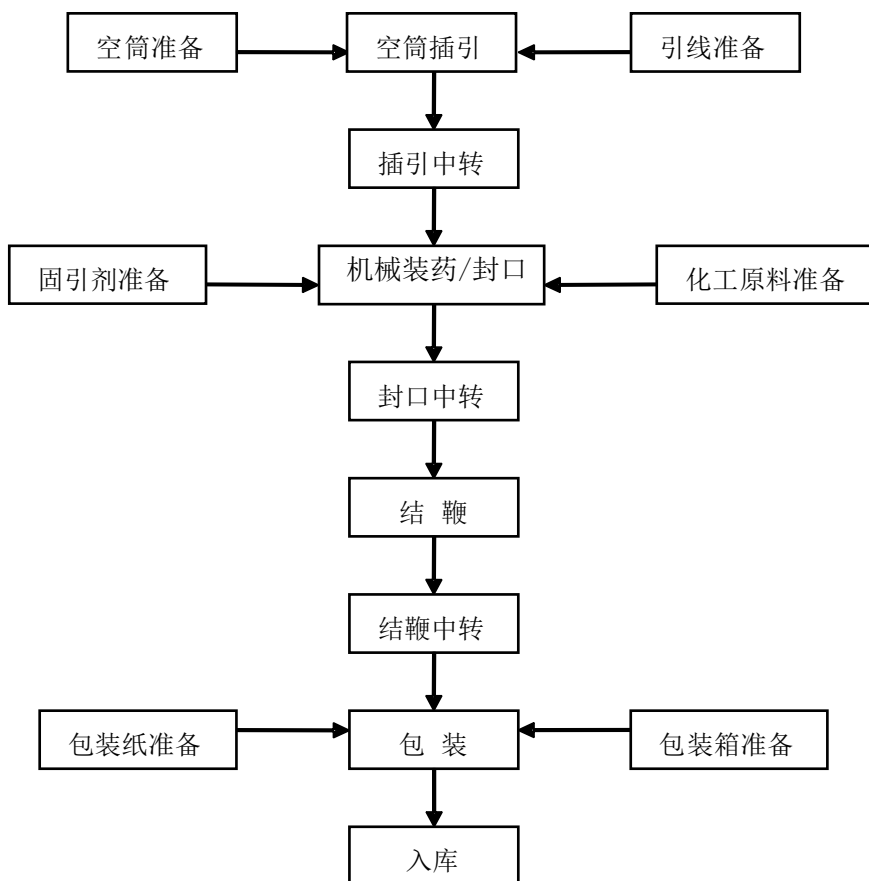 空筒准备
空筒插引
引线准备
插引中转
固引剂准备
机械装药/封口
化工原料准备
封口中转
结 鞭
结鞭中转
包装纸准备
包 装
包装箱准备
入库